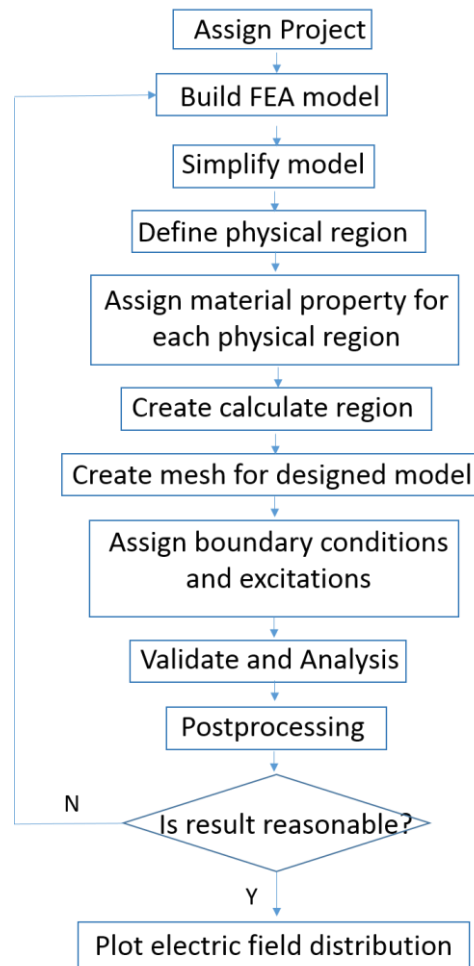 Assign Project
Build FEA model
Simplify model
Define physical region
Assign material property for
each physical region
Create calculate region
Create mesh for designed model
Assign boundary conditions
and excitations
Validate and Analysis
Postprocessing
N
Is result reasonable?
Y
Plot electric field distribution